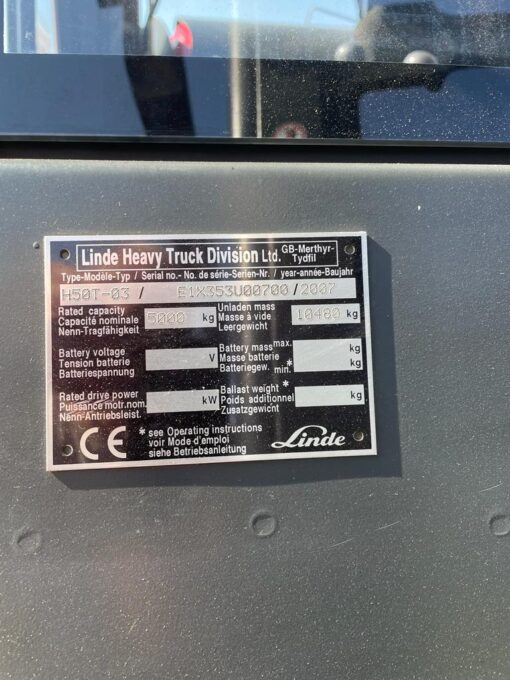 Linde Heavy Truck Division Ltd. GB-Merthyr-Tydfil
Type-Modèle-Typ / Serial no.- No. de série-Serien-Nr. / year-année-Baujahr
H50T-03 / E1X353U00700 / 2007
Rated capacity
Capacité nominale
Nenn-Tragfähigkeit
5000 kg
Unladen mass
Masse à vide
Leergewicht
10480 kg
Battery voltage
Tension batterie
Batteriespannung
V
Battery mass max.
Masse batterie
Batteriegew. min.*
kg
kg
Rated drive power
Puissance motr.nom.
Nenn-Antriebsleist.
kW
Ballast weight *
Poids additionnel
Zusatzgewicht
kg
CE
* see Operating instructions
voir Mode d'emploi
siehe Betriebsanleitung
Linde